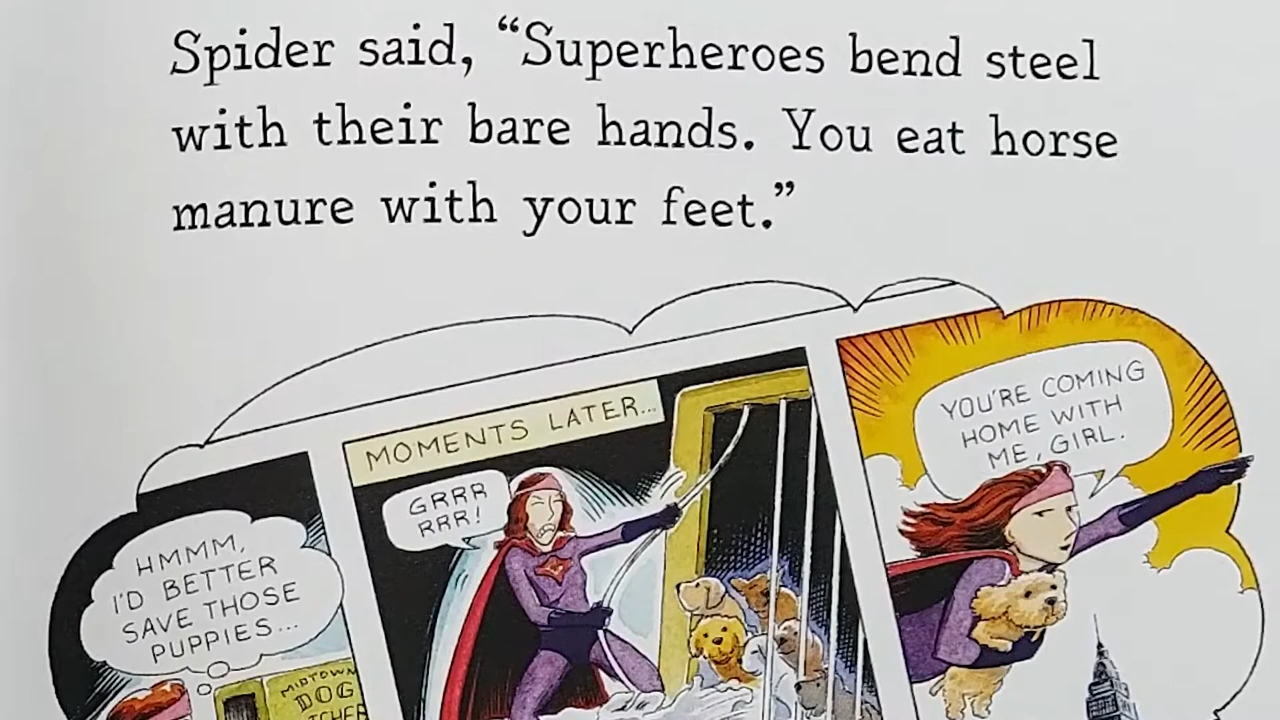 Spider said, “Superheroes bend steel
with their bare hands. You eat horse
manure with your feet.”
HMMM,
I'D BETTER
SAVE THOSE
PUPPIES...
MIDTOWN
DOG
MOMENTS LATER...
GRRR
RRR!
YOU'RE COMING
HOME WITH
ME, GIRL.